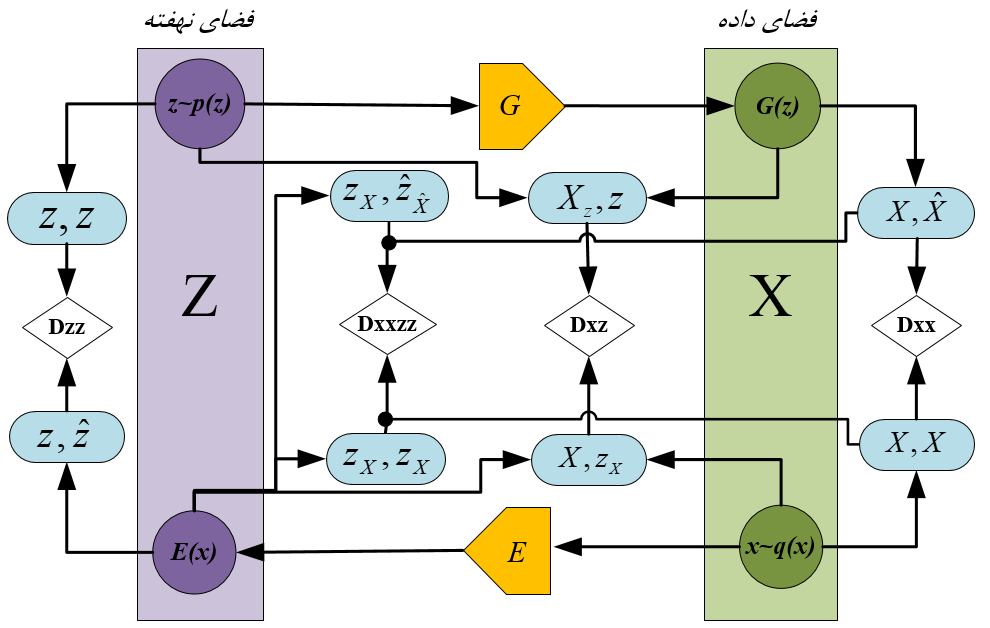 فضای نهفته
فضای داده
z~p(z)
G
G(z)
z_X, ẑ_X̂
X_z, z
z, z
X, X̂
Z
X
Dzz
Dxxzz
Dxz
Dxx
z, ẑ
z_X, z_X
X, z_X
X, X
E(x)
E
x~q(x)